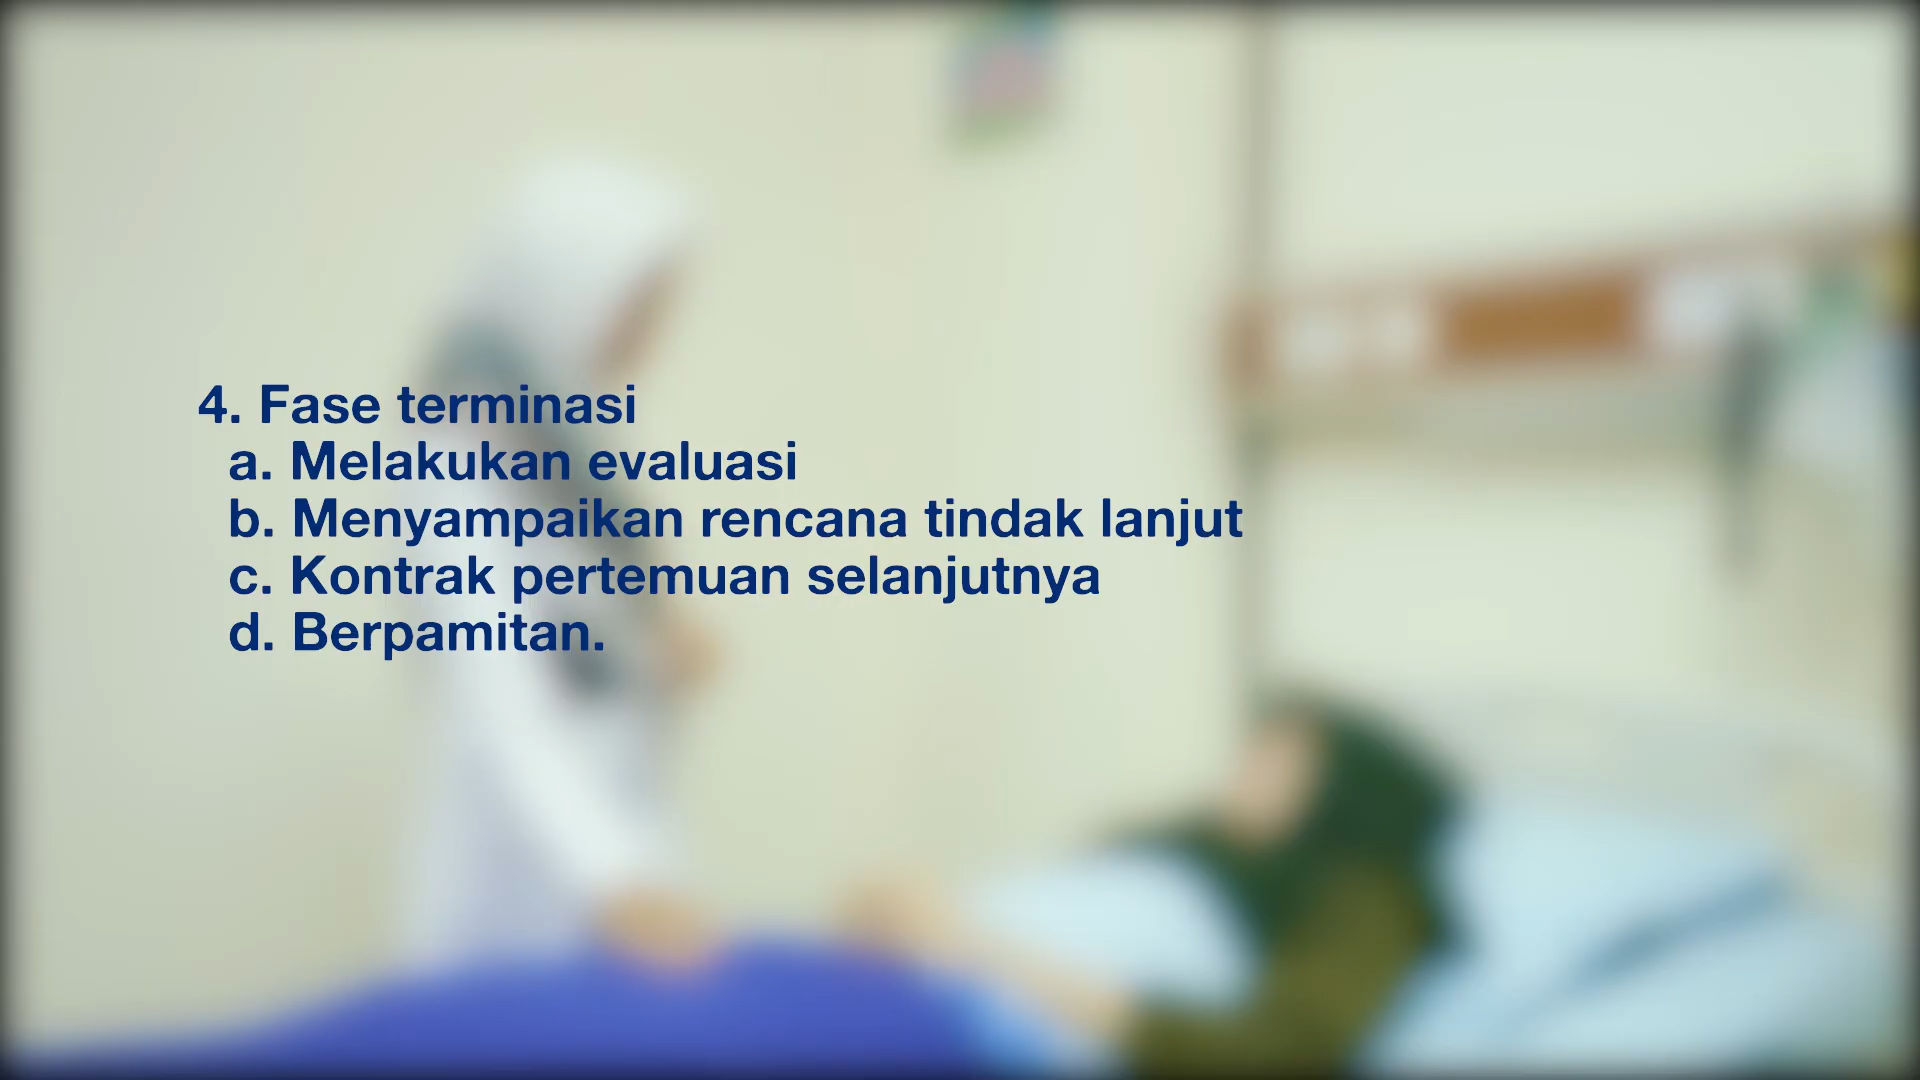 4. Fase terminasi
a. Melakukan evaluasi
b. Menyampaikan rencana tindak lanjut
c. Kontrak pertemuan selanjutnya
d. Berpamitan.